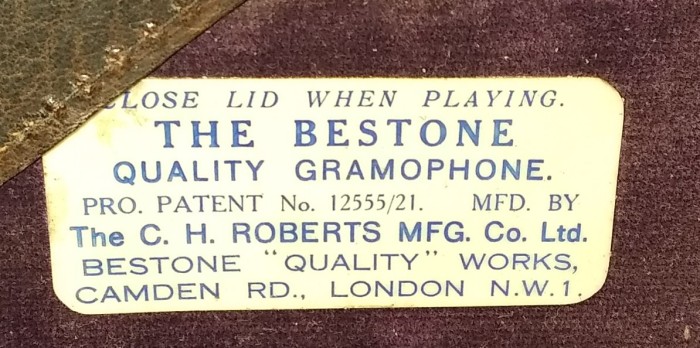 CLOSE LID WHEN PLAYING.
THE BESTONE
QUALITY GRAMOPHONE.
PRO. PATENT No. 12555/21. MFD. BY
The C. H. ROBERTS MFG. Co. Ltd.
BESTONE "QUALITY" WORKS,
CAMDEN RD., LONDON N.W.1.